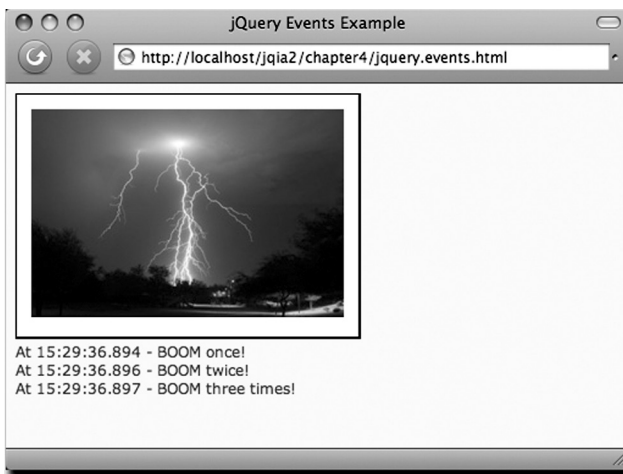 jQuery Events Example
http://localhost/jqia2/chapter4/jquery.events.html
At 15:29:36.894 - BOOM once!
At 15:29:36.896 - BOOM twice!
At 15:29:36.897 - BOOM three times!